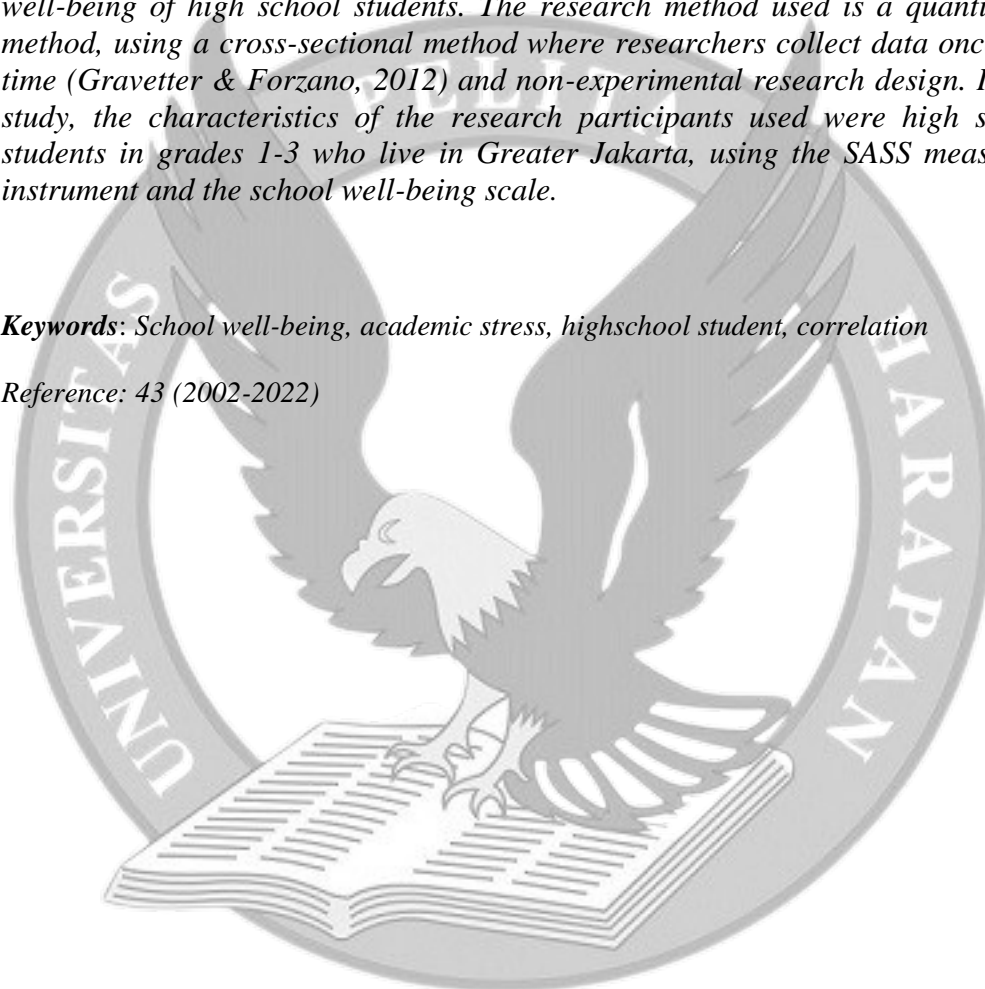 well-being of high school students. The research method used is a quanti
method, using a cross-sectional method where researchers collect data onc
time (Gravetter & Forzano, 2012) and non-experimental research design. I
study, the characteristics of the research participants used were high s
students in grades 1-3 who live in Greater Jakarta, using the SASS meas
instrument and the school well-being scale.
Keywords: School well-being, academic stress, highschool student, correlation
Reference: 43 (2002-2022)
UNIVERSITAS
PELITA
HARAPAN